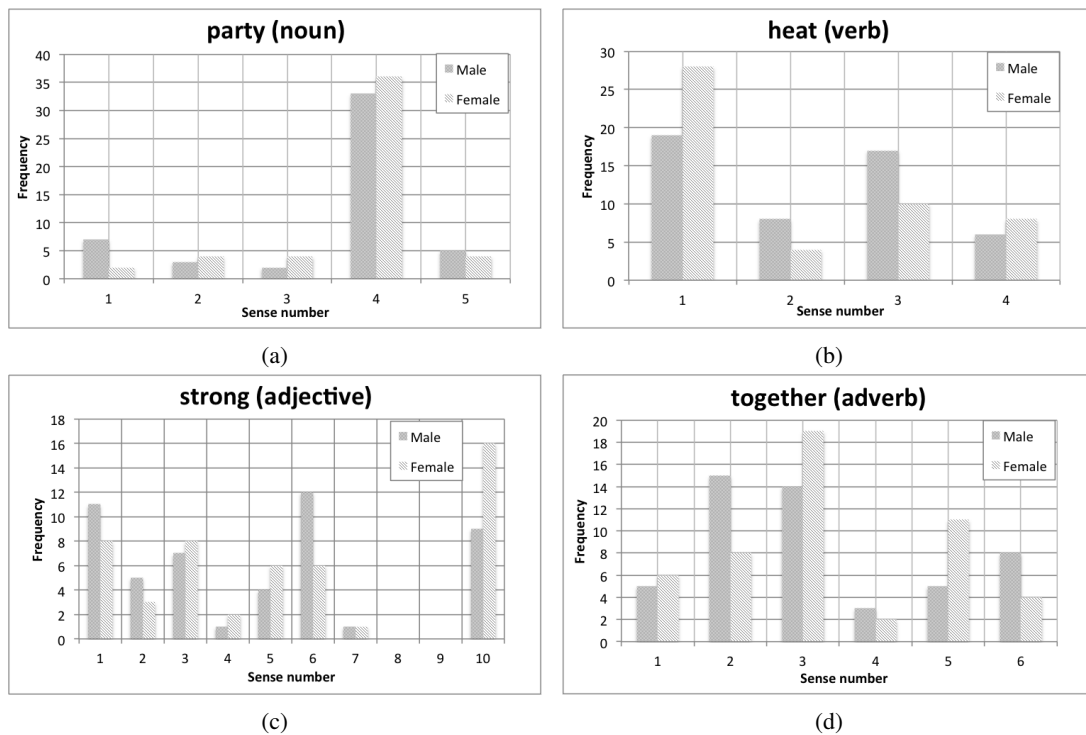 party (noun)
40
35
30
25
20
15
10
5
0
Frequency
Male
Female
1 2 3 4 5
Sense number
(a)
heat (verb)
30
25
20
15
10
5
0
Frequency
Male
Female
1 2 3 4
Sense number
(b)
strong (adjective)
18
16
14
12
10
8
6
4
2
0
Frequency
Male
Female
1 2 3 4 5 6 7 8 9 10
Sense number
(c)
together (adverb)
20
18
16
14
12
10
8
6
4
2
0
Frequency
Male
Female
1 2 3 4 5 6
Sense number
(d)